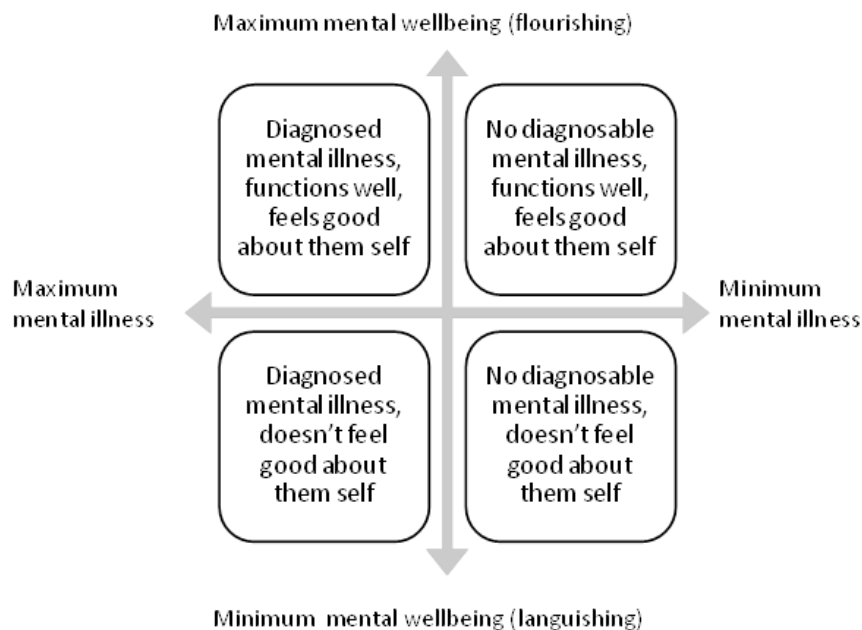 Maximum mental wellbeing (flourishing)
Diagnosed
mental illness,
functions well,
feels good
about them self
No diagnosable
mental illness,
functions well,
feels good
about them self
Maximum
mental illness
Minimum
mental illness
Diagnosed
mental illness,
doesn't feel
good about
them self
No diagnosable
mental illness,
doesn't feel
good about
them self
Minimum mental wellbeing (languishing)